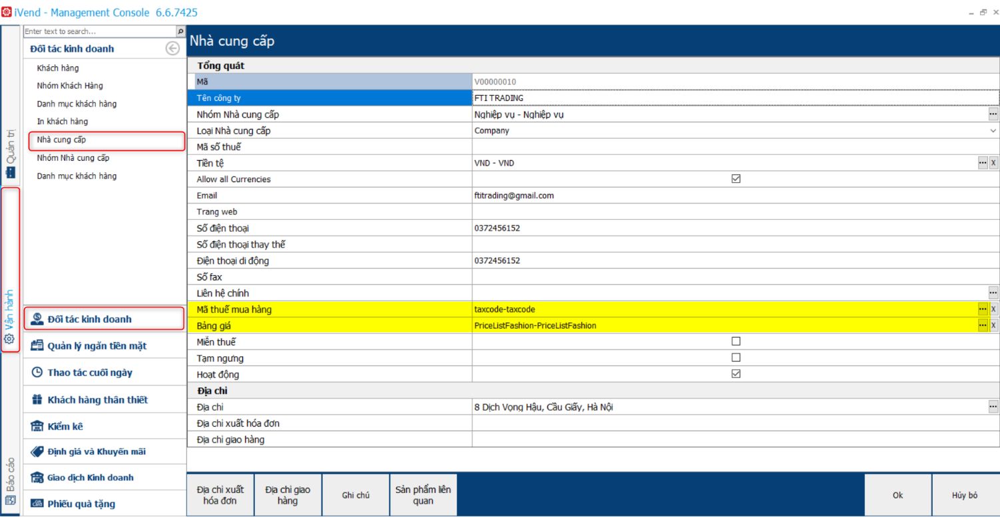 iVend - Management Console 6.6.7425
Enter text to search...
Đối tác kinh doanh
Khách hàng
Nhóm Khách Hàng
Danh mục khách hàng
In khách hàng
Nhà cung cấp
Nhóm Nhà cung cấp
Danh mục khách hàng
Quản trị
Vận hành
Báo cáo
Đối tác kinh doanh
Quản lý ngăn tiền mặt
Thao tác cuối ngày
Khách hàng thân thiết
Kiểm kê
Định giá và Khuyến mãi
Giao dịch Kinh doanh
Phiếu quà tặng
Nhà cung cấp
Tổng quát
Mã V00000010
Tên công ty FTI TRADING
Nhóm Nhà cung cấp Nghiệp vụ - Nghiệp vụ ...
Loại Nhà cung cấp Company
Mã số thuế
Tiền tệ VND - VND ... X
Allow all Currencies
Email ftitrading@gmail.com
Trang web
Số điện thoại 0372456152
Số điện thoại thay thế
Điện thoại di động 0372456152
Số fax
Liên hệ chính ...
Mã thuế mua hàng taxcode-taxcode ... X
Bảng giá PriceListFashion-PriceListFashion ... X
Miễn thuế
Tạm ngưng
Hoạt động
Địa chỉ
Địa chỉ 8 Dịch Vọng Hậu, Cầu Giấy, Hà Nội ...
Địa chỉ xuất hóa đơn
Địa chỉ giao hàng
Địa chỉ xuất hóa đơn
Địa chỉ giao hàng
Ghi chú
Sản phẩm liên quan
Ok
Hủy bỏ